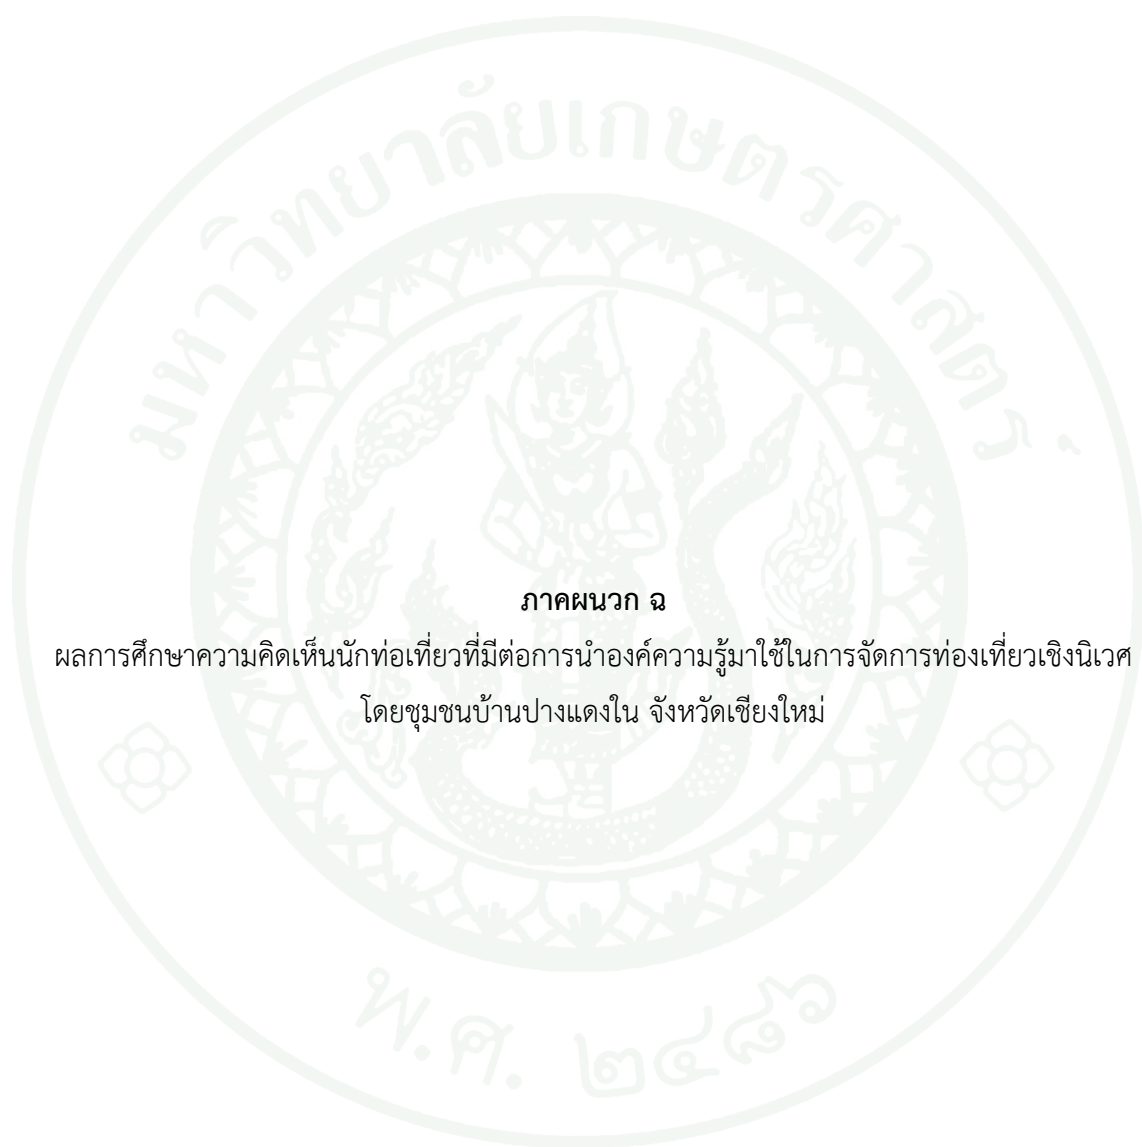 มหาวิทยาลัยเกษตรศาสตร์
ภาคผนวก ฉ
ผลการศึกษาความคิดเห็นนักท่อเที่ยวที่มีต่อการนำองค์ความรู้มาใช้ในการจัดการท่องเที่ยวเชิงนิเวศ
โดยชุมชนบ้านปางแดงใน จังหวัดเชียงใหม่
พ.ศ. ๒๔๘๖